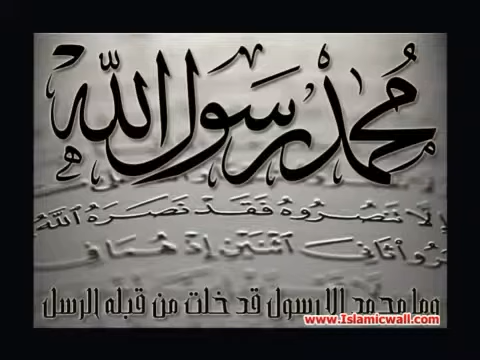 محمد رسول الله
إلا تنصروه فقد نصره الله
ثاني اثنين إذ هما في
وما محمد الا رسول قد خلت من قبله الرسل
www.Islamicwall.com